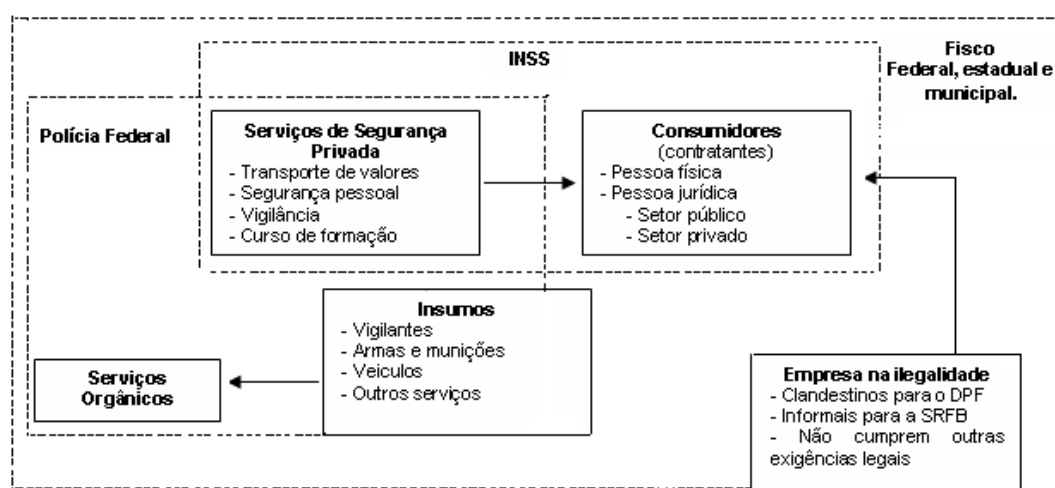 INSS
Fisco
Federal, estadual e
municipal.
Polícia Federal
Serviços de Segurança
Privada
- Transporte de valores
- Segurança pessoal
- Vigilância
- Curso de formação
Consumidores
(contratantes)
- Pessoa física
- Pessoa jurídica
- Setor público
- Setor privado
Insumos
- Vigilantes
- Armas e munições
- Veiculos
- Outros serviços
Serviços
Orgânicos
Empresa na ilegalidade
- Clandestinos para o DPF
- Informais para a SRFB
- Não cumprem outras
exigências legais